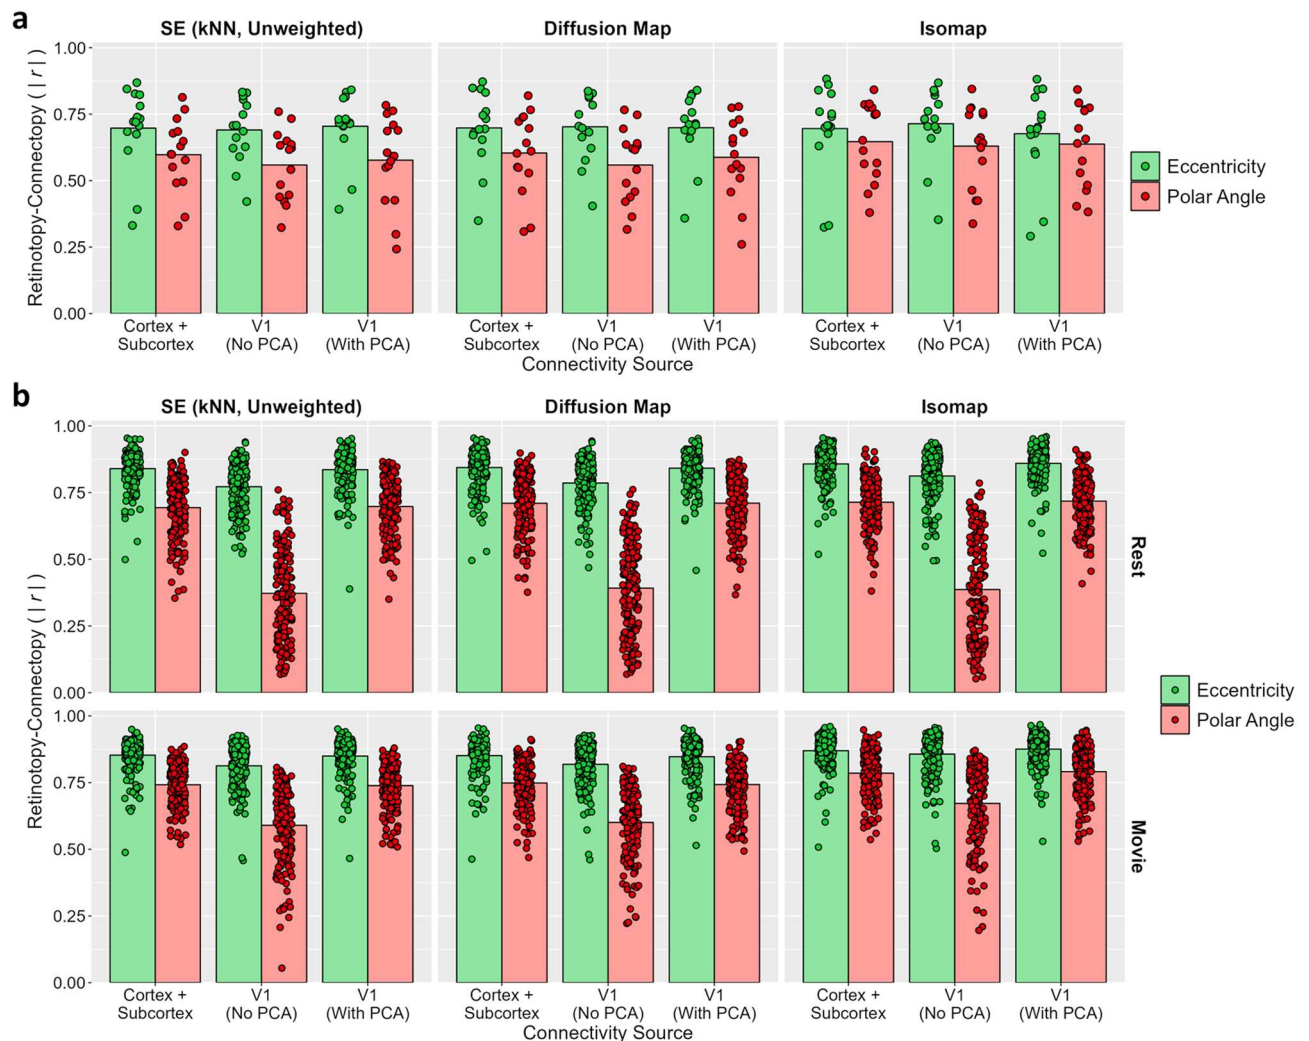 a
SE (kNN, Unweighted)
Diffusion Map
Isomap
Retinotopy-Connectopy ( | r | )
1.00
0.75
0.50
0.25
0.00
Cortex +
Subcortex
V1
(No PCA)
V1
(With PCA)
Cortex +
Subcortex
V1
(No PCA)
V1
(With PCA)
Cortex +
Subcortex
V1
(No PCA)
V1
(With PCA)
Connectivity Source
Eccentricity
Polar Angle
b
SE (kNN, Unweighted)
Diffusion Map
Isomap
Retinotopy-Connectopy ( | r | )
1.00
0.75
0.50
0.25
0.00
Rest
1.00
0.75
0.50
0.25
0.00
Movie
Cortex +
Subcortex
V1
(No PCA)
V1
(With PCA)
Cortex +
Subcortex
V1
(No PCA)
V1
(With PCA)
Cortex +
Subcortex
V1
(No PCA)
V1
(With PCA)
Connectivity Source
Eccentricity
Polar Angle